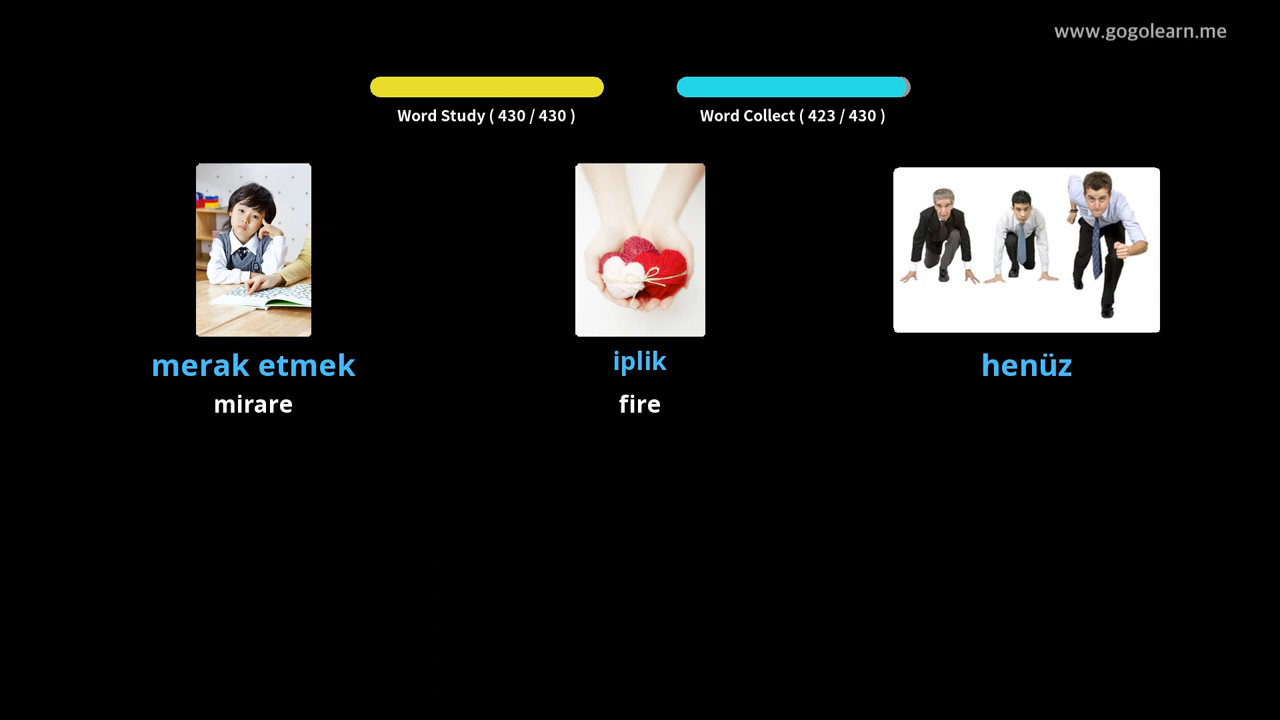 www.gogolearn.me
Word Study ( 430 / 430 )
Word Collect ( 423 / 430 )
merak etmek
mirare
iplik
fire
henüz